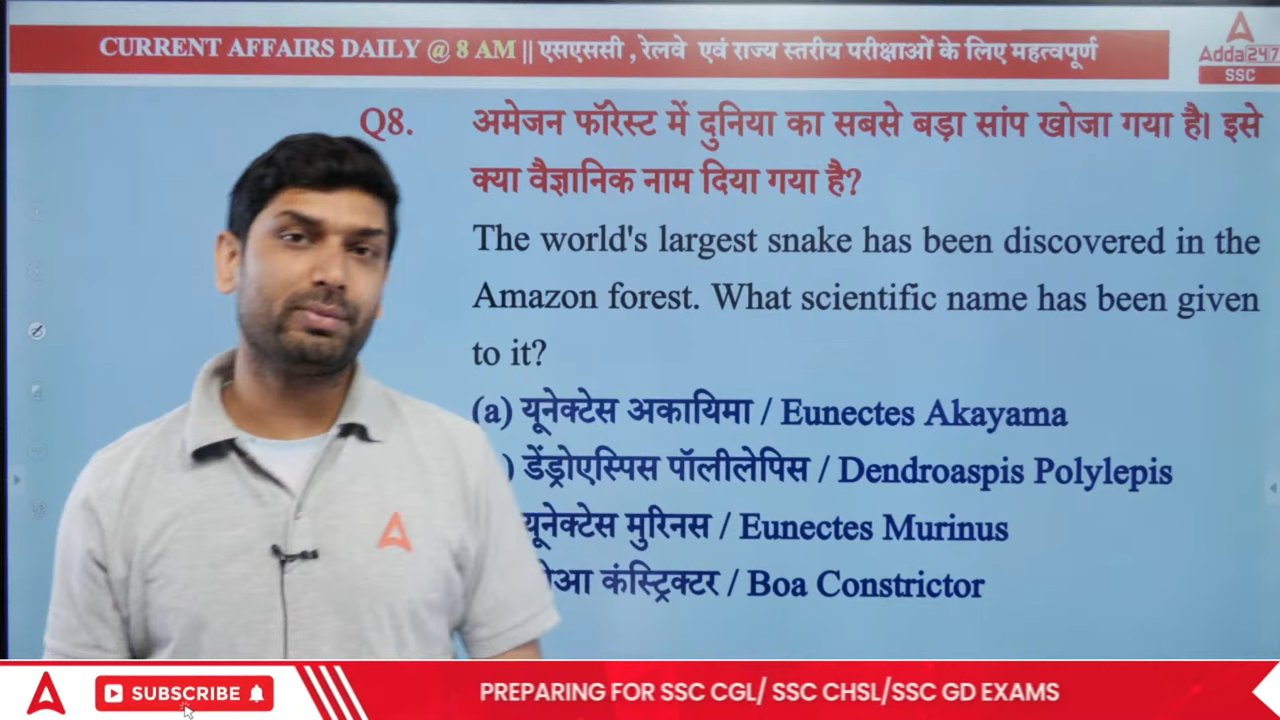 CURRENT AFFAIRS DAILY @ 8 AM || एसएससी , रेलवे एवं राज्य स्तरीय परीक्षाओं के लिए महत्वपूर्ण
Adda247
SSC
Q8. अमेजन फॉरेस्ट में दुनिया का सबसे बड़ा सांप खोजा गया है। इसे
क्या वैज्ञानिक नाम दिया गया है?
The world's largest snake has been discovered in the
Amazon forest. What scientific name has been given
to it?
(a) यूनेक्टेस अकायिमा / Eunectes Akayama
) डेंड्रोएस्पिस पॉलीलेपिस / Dendroaspis Polylepis
यूनेक्टेस मुरिनस / Eunectes Murinus
कंस्ट्रिक्टर / Boa Constrictor
SUBSCRIBE
PREPARING FOR SSC CGL/ SSC CHSL/SSC GD EXAMS